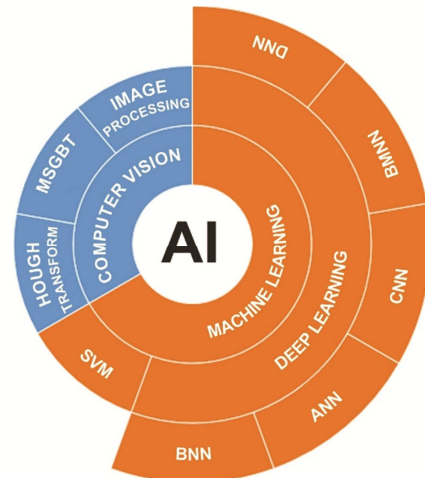 AI
COMPUTER VISION
IMAGE
PROCESSING
MSGBT
HOUGH
TRANSFORM
MACHINE LEARNING
SVM
DEEP LEARNING
DNN
BMNN
CNN
ANN
BNN